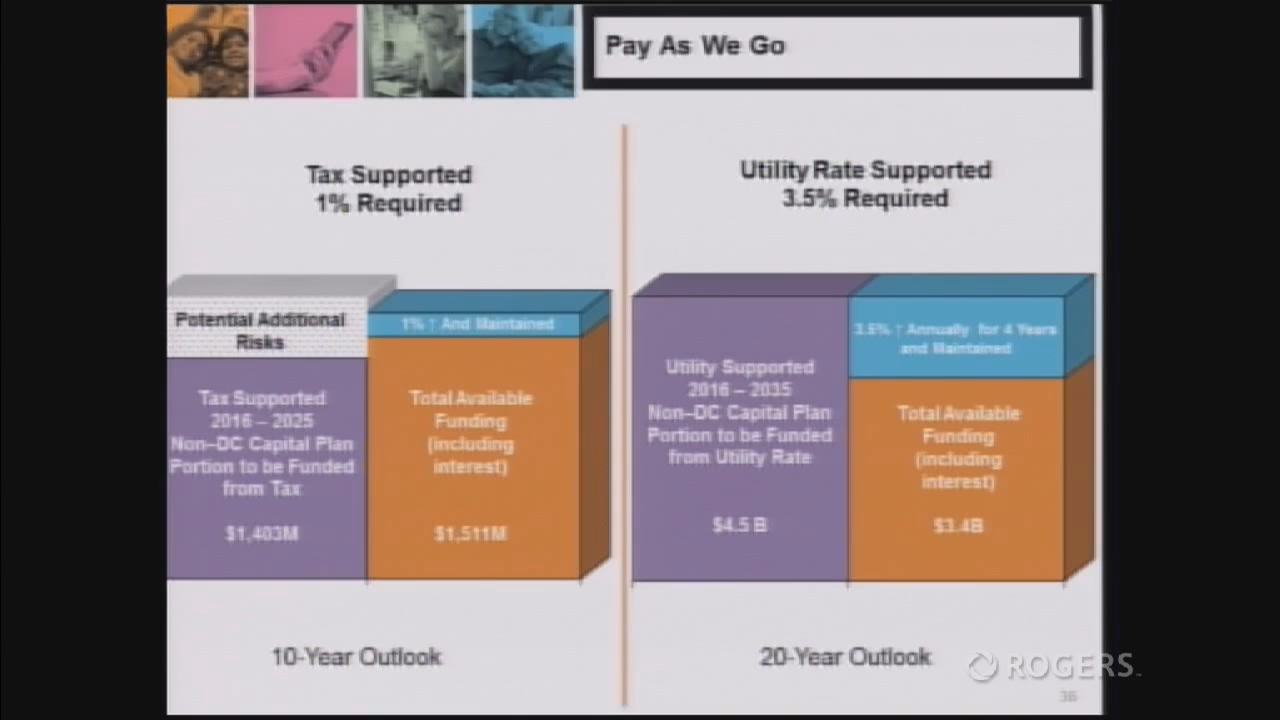 Pay As We Go
Tax Supported
1% Required
Potential Additional
Risks
1% ↑ And Maintained
Tax Supported
2016 – 2025
Non–DC Capital Plan
Portion to be Funded
from Tax
$1,403M
Total Available
Funding
(including
interest)
$1,511M
10-Year Outlook
Utility Rate Supported
3.5% Required
Utility Supported
2016 – 2035
Non–DC Capital Plan
Portion to be Funded
from Utility Rate
$4.5 B
3.5% ↑ Annually for 4 Years
and Maintained
Total Available
Funding
(including
interest)
$3.4B
20-Year Outlook
ROGERS™
36